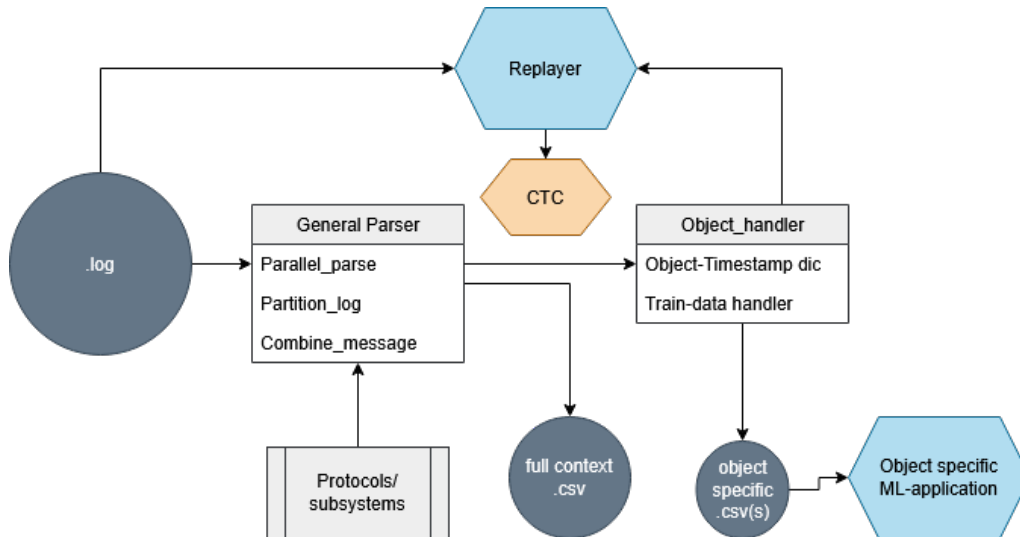 Replayer
CTC
.log
General Parser
Parallel_parse
Partition_log
Combine_message
Object_handler
Object-Timestamp dic
Train-data handler
Protocols/
subsystems
full context
.csv
object
specific
.csv(s)
Object specific
ML-application